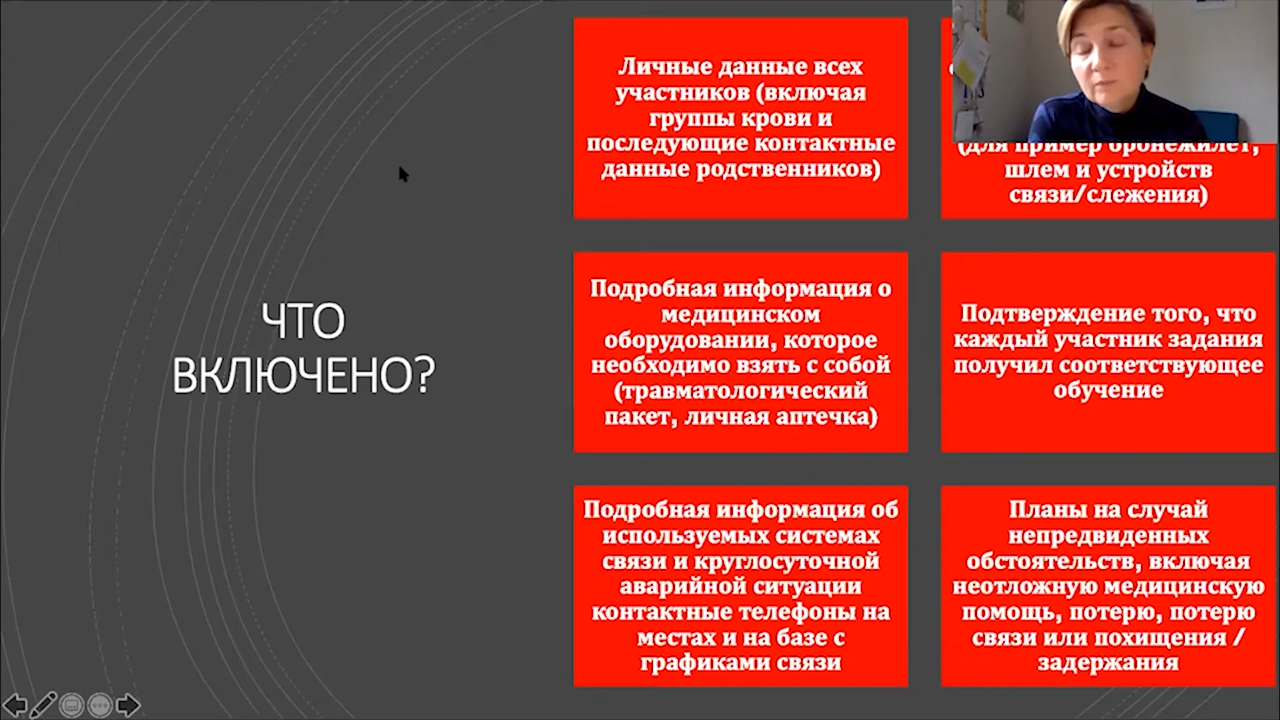 ЧТО
ВКЛЮЧЕНО?
Личные данные всех
участников (включая
группы крови и
последующие контактные
данные родственников)
(для пример бронежилет,
шлем и устройств
связи/слежения)
Подробная информация о
медицинском
оборудовании, которое
необходимо взять с собой
(травматологический
пакет, личная аптечка)
Подтверждение того, что
каждый участник задания
получил соответствующее
обучение
Подробная информация об
используемых системах
связи и круглосуточной
аварийной ситуации
контактные телефоны на
местах и на базе с
графиками связи
Планы на случай
непредвиденных
обстоятельств, включая
неотложную медицинскую
помощь, потерю, потерю
связи или похищения /
задержания